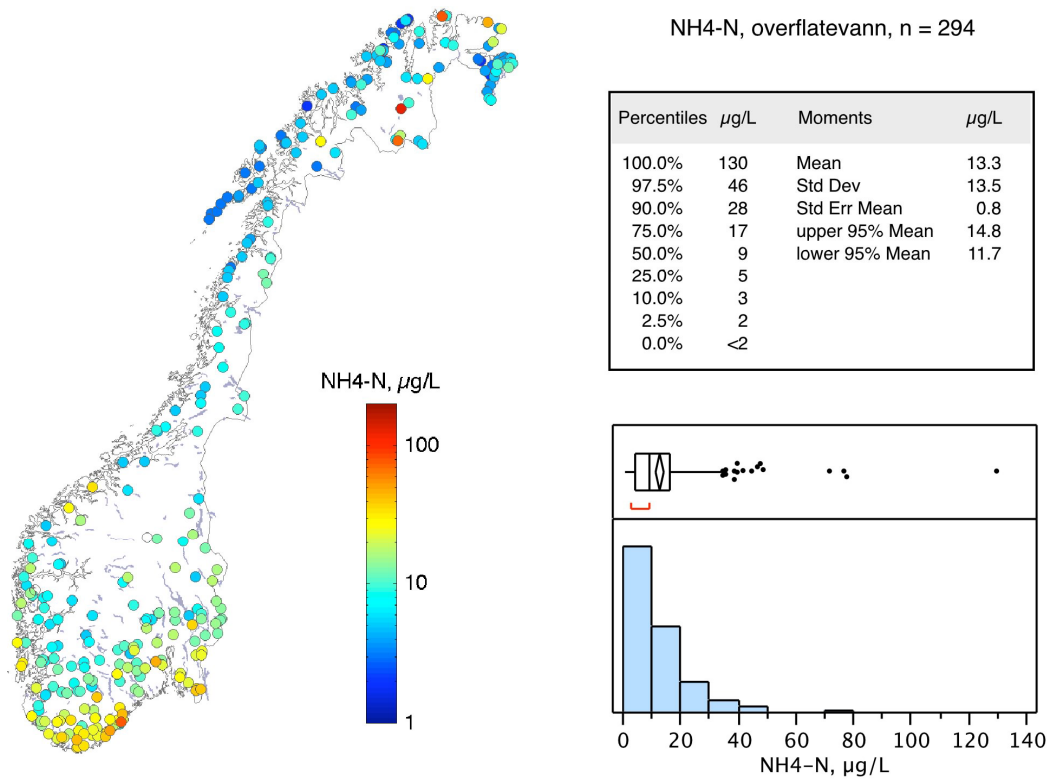 NH4-N, overflatevann, n = 294
Percentiles µg/L Moments µg/L
100.0% 130 Mean 13.3
97.5% 46 Std Dev 13.5
90.0% 28 Std Err Mean 0.8
75.0% 17 upper 95% Mean 14.8
50.0% 9 lower 95% Mean 11.7
25.0% 5
10.0% 3
2.5% 2
0.0% <2
NH4-N, µg/L
100
10
1
0 20 40 60 80 100 120 140
NH4-N, µg/L